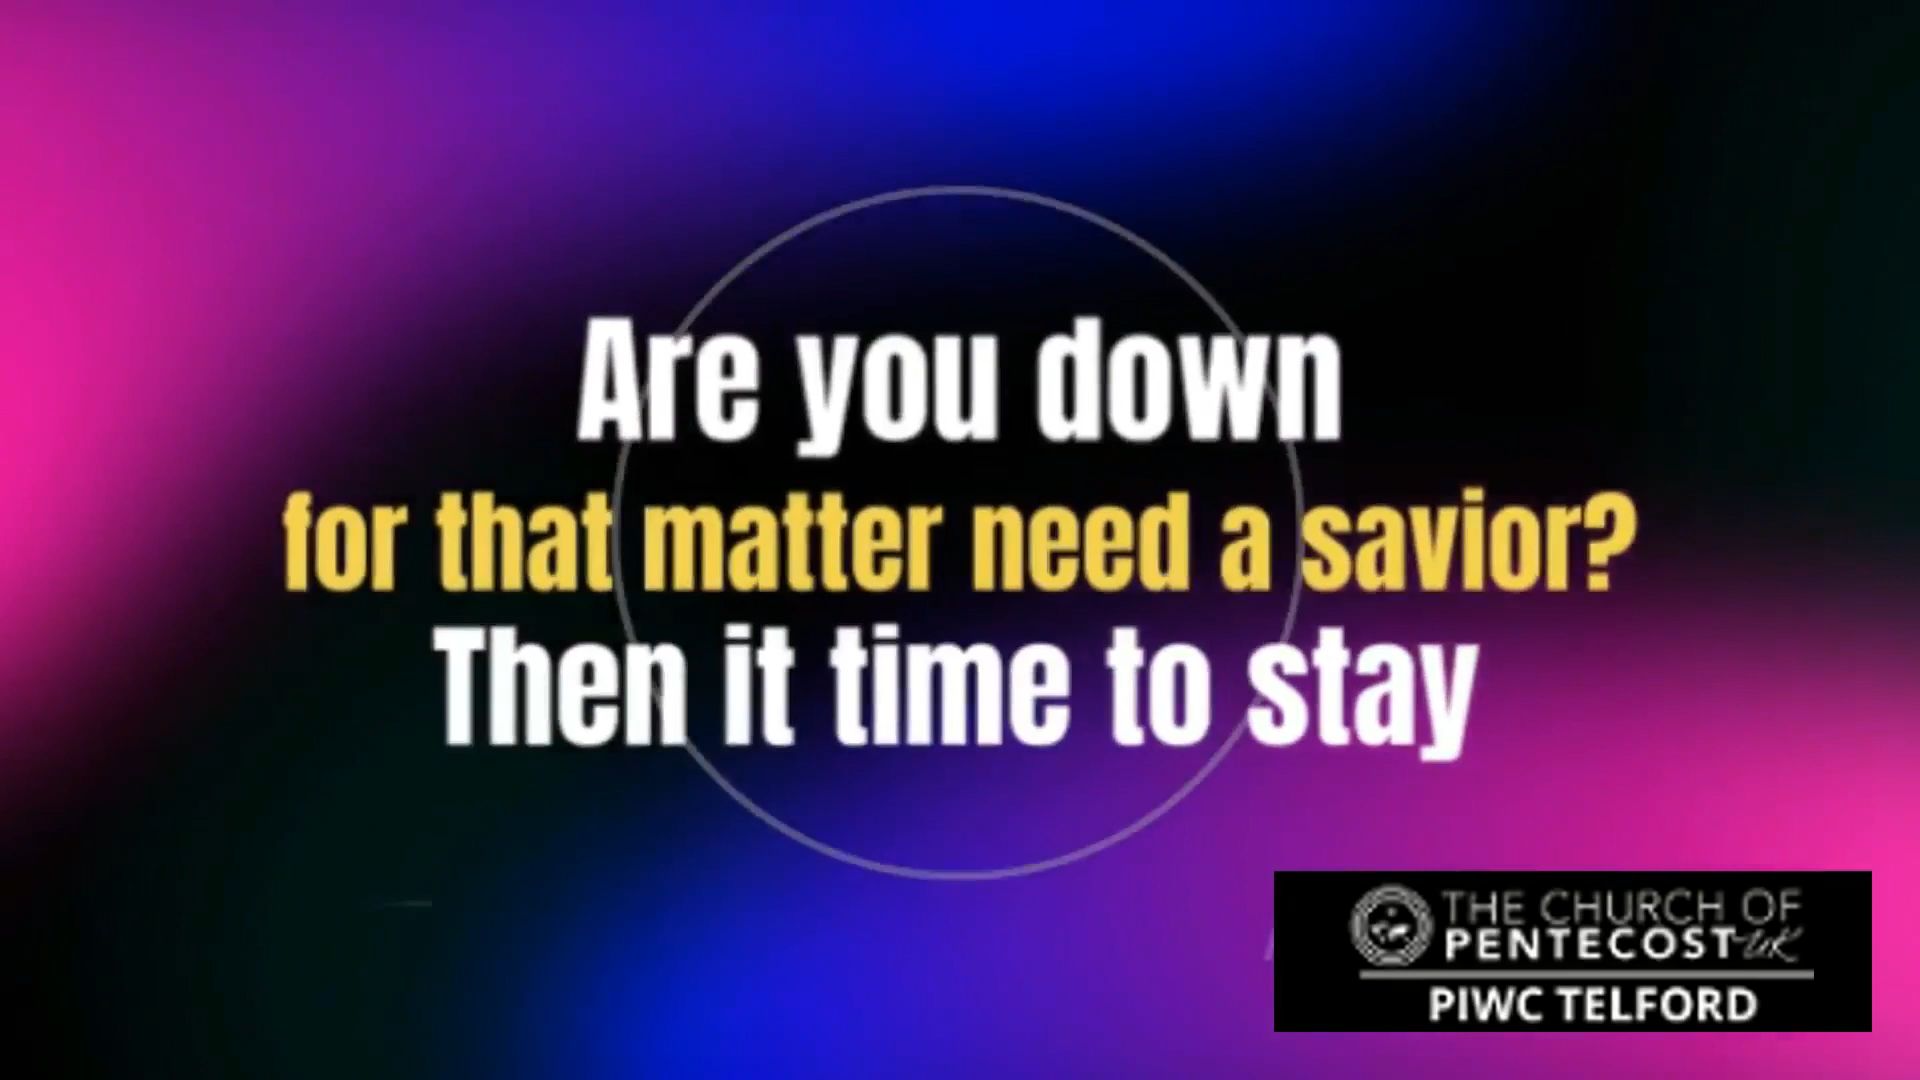 Are you down
for that matter need a savior?
Then it time to stay
THE CHURCH OF
PENTECOST UK
PIWC TELFORD